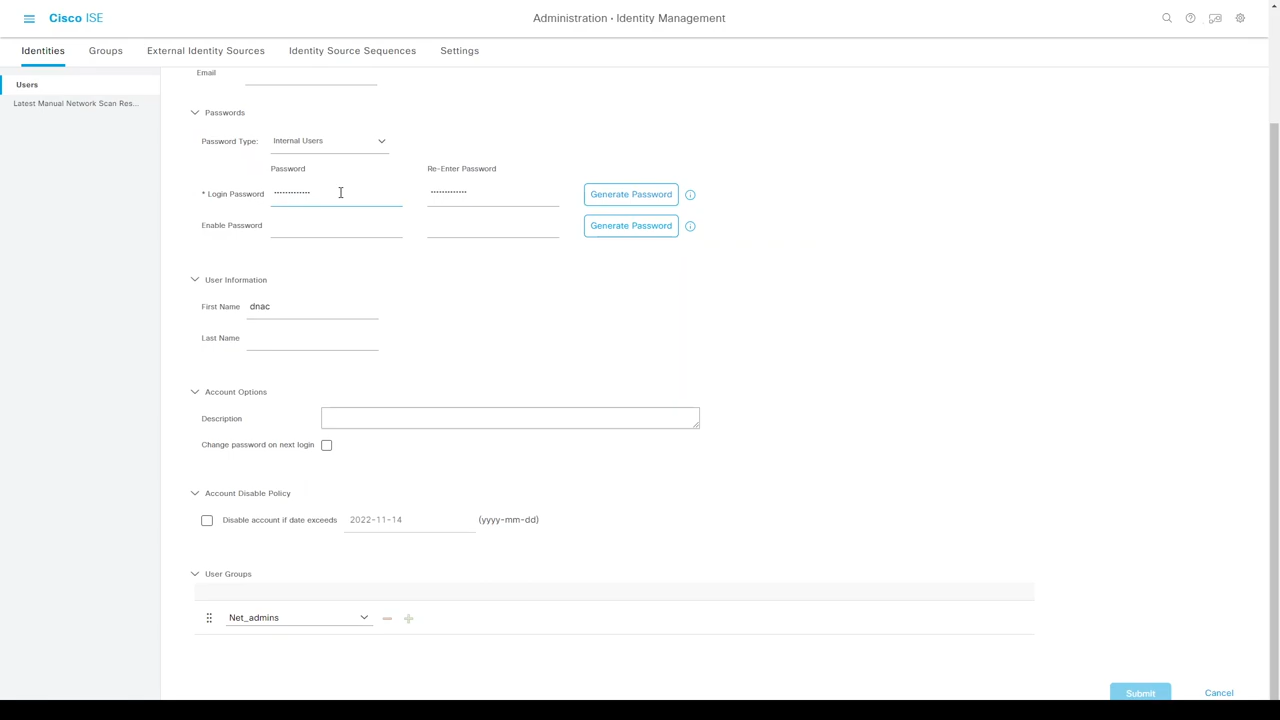 Cisco ISE
Administration · Identity Management
Identities Groups External Identity Sources Identity Source Sequences Settings
Users
Latest Manual Network Scan Res...
Email
Passwords
Password Type: Internal Users
Password Re-Enter Password
* Login Password ············· ············· Generate Password
Enable Password Generate Password
User Information
First Name dnac
Last Name
Account Options
Description
Change password on next login
Account Disable Policy
Disable account if date exceeds 2022-11-14 (yyyy-mm-dd)
User Groups
Net_admins
Submit Cancel